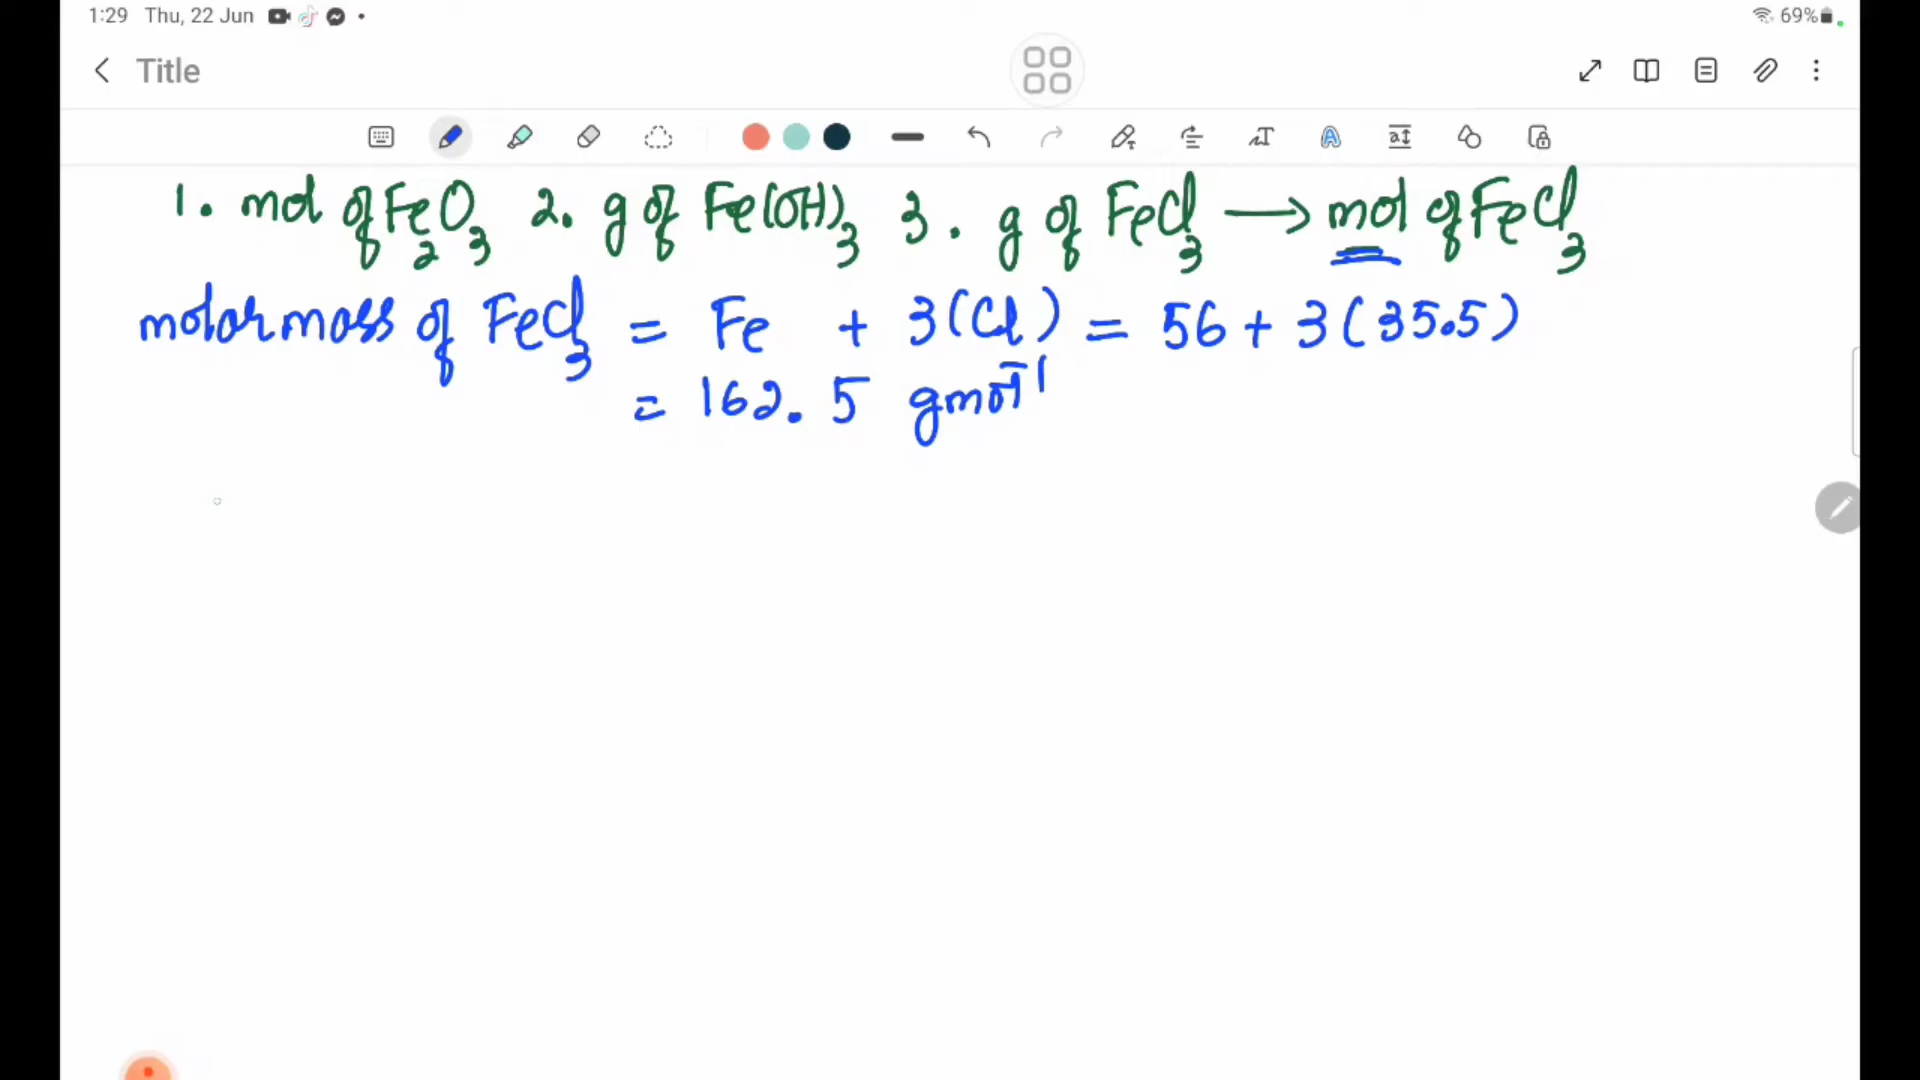 1:29 Thu, 22 Jun 69%
Title
1. mol of Fe2O3 2. g of Fe(OH)3 3. g of FeCl3 → mol of FeCl3
molar mass of FeCl3 = Fe + 3(Cl) = 56 + 3(35.5)
= 162.5 gmol⁻¹